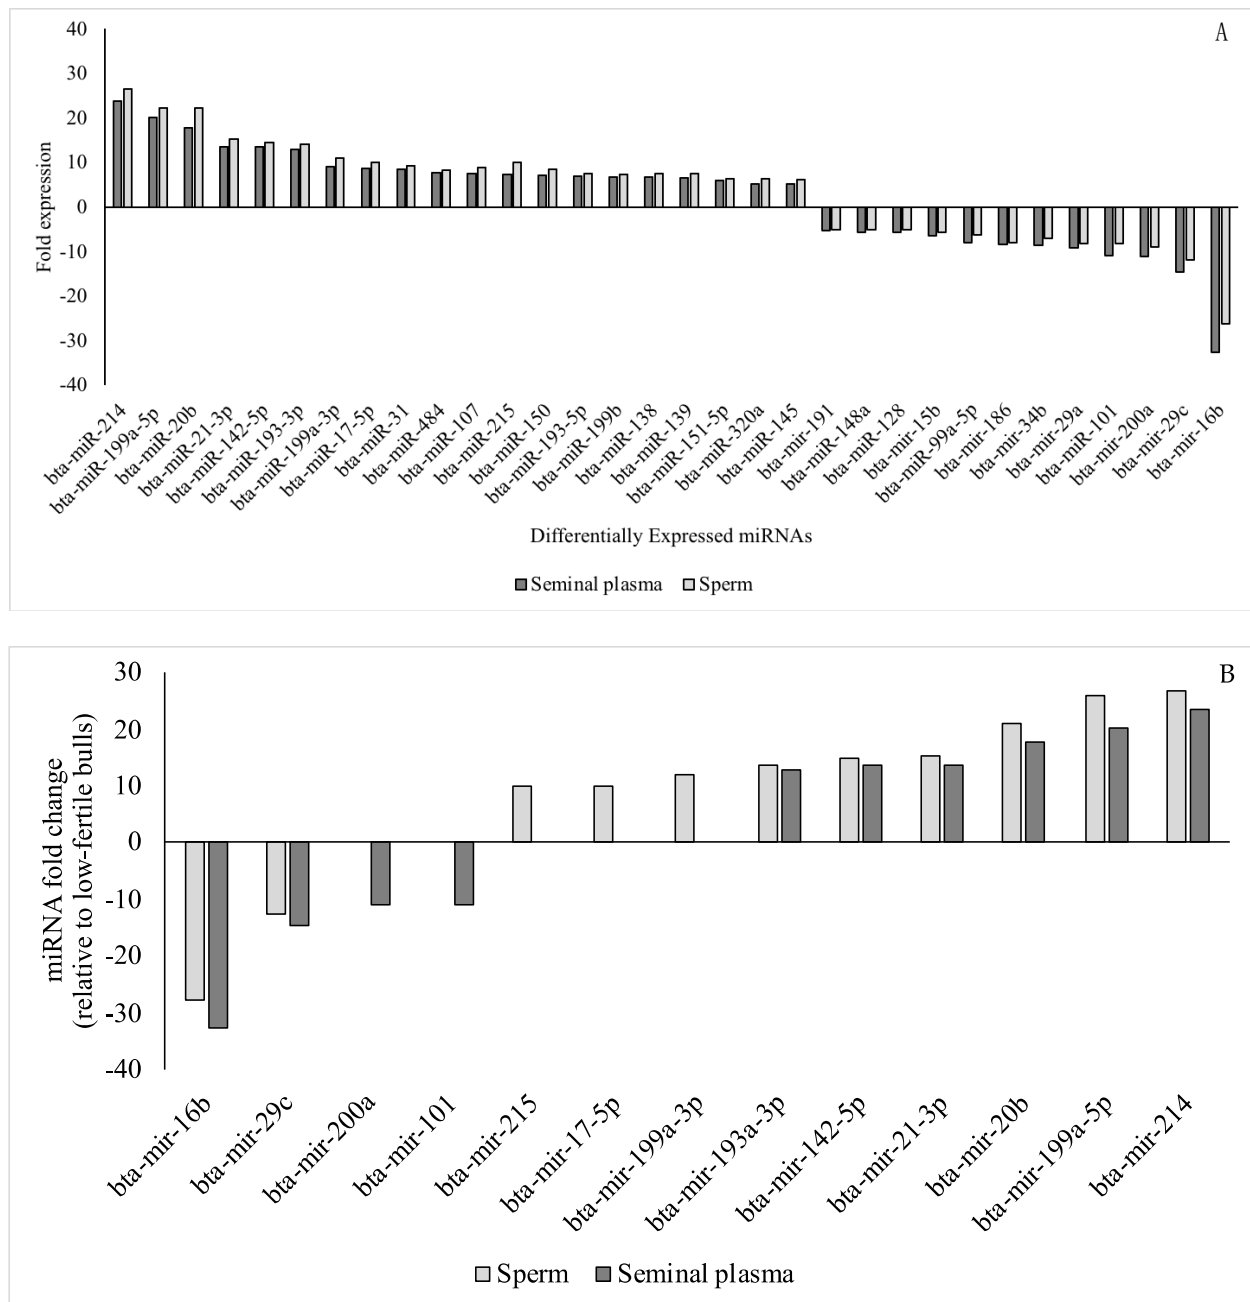 A
40
30
20
10
0
-10
-20
-30
-40
Fold expression
bta-miR-214
bta-miR-199a-5p
bta-miR-20b
bta-miR-21-3p
bta-miR-142-5p
bta-miR-193-3p
bta-miR-199a-3p
bta-miR-17-5p
bta-miR-31
bta-miR-484
bta-miR-107
bta-miR-215
bta-miR-150
bta-miR-193-5p
bta-miR-199b
bta-miR-138
bta-miR-139
bta-miR-151-5p
bta-miR-320a
bta-miR-145
bta-mir-191
bta-miR-148a
bta-mir-128
bta-mir-15b
bta-miR-99a-5p
bta-mir-186
bta-mir-34b
bta-mir-29a
bta-miR-101
bta-mir-200a
bta-mir-29c
bta-mir-16b
Differentially Expressed miRNAs
Seminal plasma Sperm
B
30
20
10
0
-10
-20
-30
-40
miRNA fold change
(relative to low-fertile bulls)
bta-mir-16b
bta-mir-29c
bta-mir-200a
bta-mir-101
bta-mir-215
bta-mir-17-5p
bta-mir-199a-3p
bta-mir-193a-3p
bta-mir-142-5p
bta-mir-21-3p
bta-mir-20b
bta-mir-199a-5p
bta-mir-214
Sperm Seminal plasma